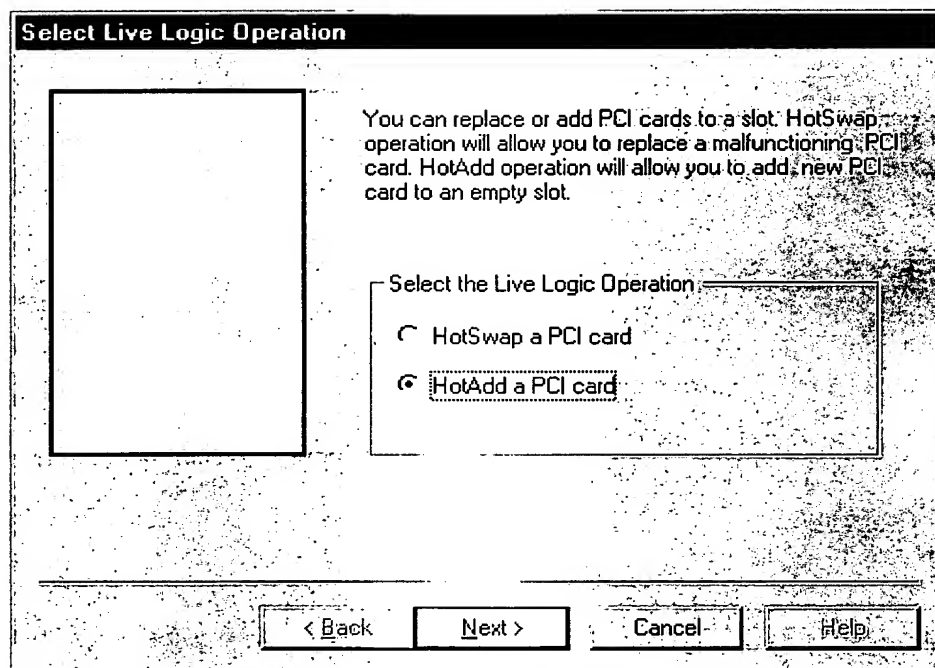 Select Live Logic Operation
You can replace or add PCI cards to a slot. HotSwap
operation will allow you to replace a malfunctioning PCI
card. HotAdd operation will allow you to add new PCI
card to an empty slot.
Select the Live Logic Operation
HotSwap a PCI card
HotAdd a PCI card
< Back
Next >
Cancel
Help